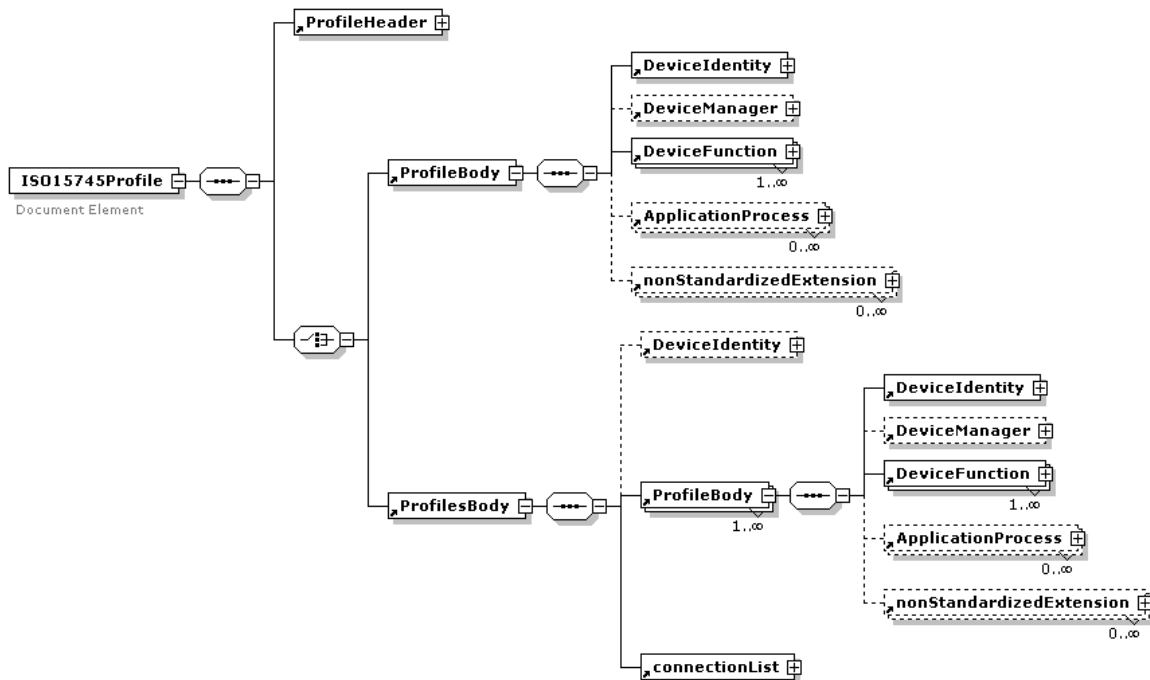 ProfileHeader
DeviceIdentity
DeviceManager
DeviceFunction
1..∞
ProfileBody
ISO15745Profile
Document Element
ApplicationProcess
0..∞
nonStandardizedExtension
0..∞
DeviceIdentity
DeviceIdentity
DeviceManager
DeviceFunction
1..∞
ProfileBody
1..∞
ProfilesBody
ApplicationProcess
0..∞
nonStandardizedExtension
0..∞
connectionList